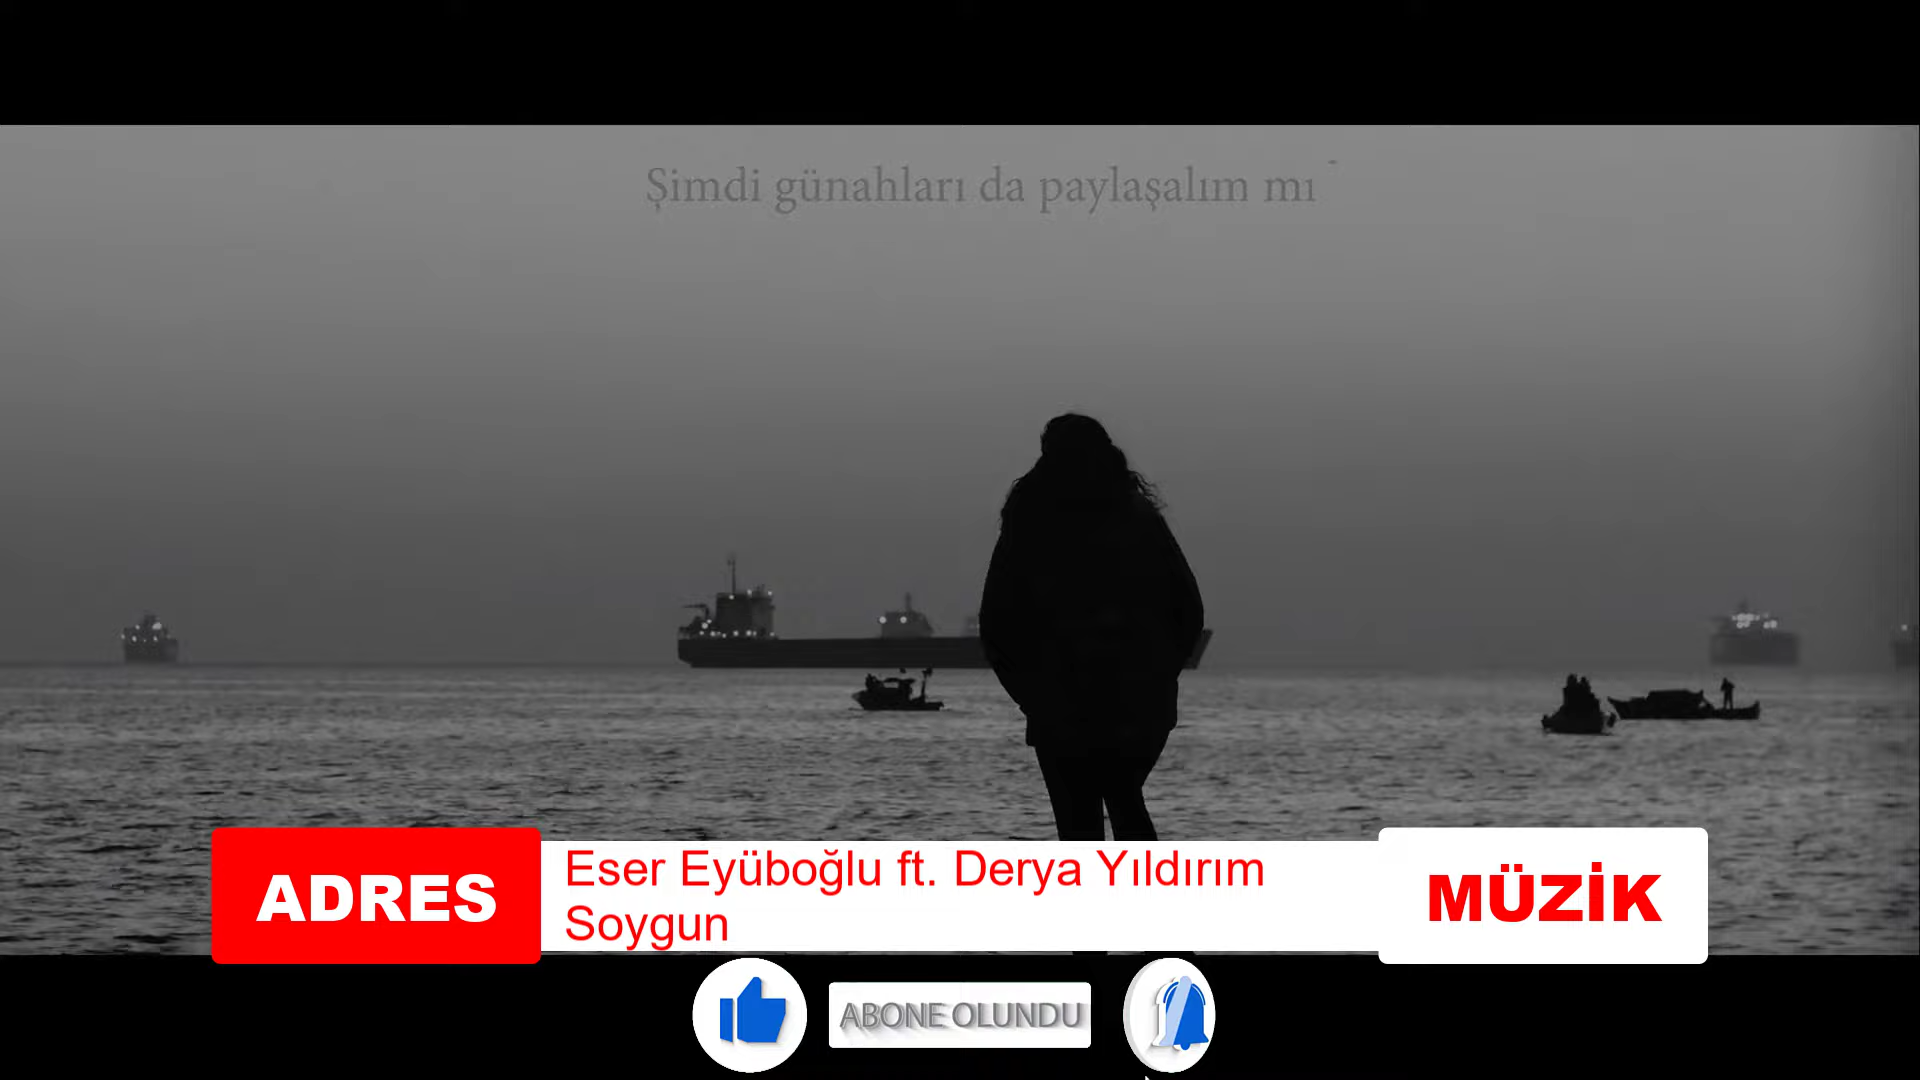 Şimdi günahları da paylaşalım mı
ADRES
Eser Eyüboğlu ft. Derya Yıldırım
Soygun
MÜZİK
ABONE OLUNDU